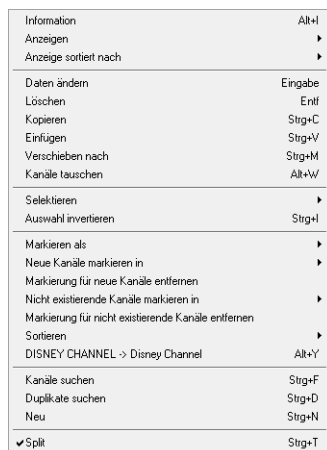 Information Alt+I
Anzeigen
Anzeige sortiert nach
Daten ändern Eingabe
Löschen Entf
Kopieren Strg+C
Einfügen Strg+V
Verschieben nach Strg+M
Kanäle tauschen Alt+W
Selektieren
Auswahl invertieren Strg+I
Markieren als
Neue Kanäle markieren in
Markierung für neue Kanäle entfernen
Nicht existierende Kanäle markieren in
Markierung für nicht existierende Kanäle entfernen
Sortieren
DISNEY CHANNEL -> Disney Channel Alt+Y
Kanäle suchen Strg+F
Duplikate suchen Strg+D
Neu Strg+N
Split Strg+T